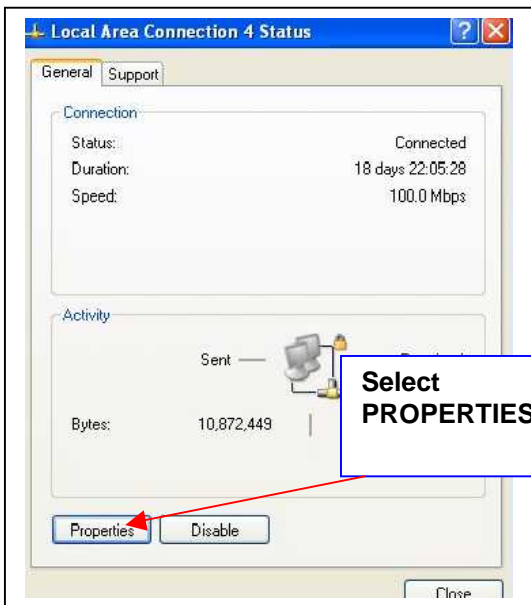 Local Area Connection 4 Status
General Support
Connection
Status: Connected
Duration: 18 days 22:05:28
Speed: 100.0 Mbps
Activity
Sent
Select
PROPERTIES
Bytes: 10,872,449
Properties Disable
Close